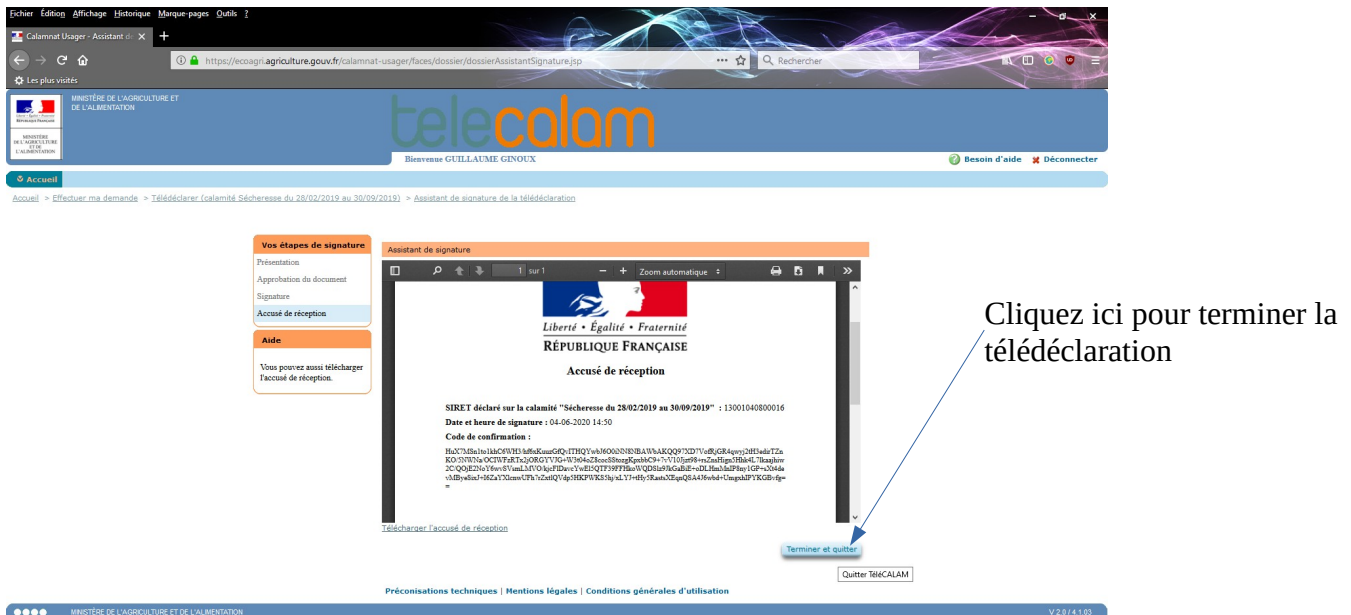 Fichier Édition Affichage Historique Marque-pages Outils ?
Calamnat Usager - Assistant de
https://ecoagri.agriculture.gouv.fr/calamnat-usager/faces/dossier/dossierAssistantSignature.jsp
Rechercher
Les plus visités
MINISTÈRE DE L'AGRICULTURE ET
DE L'ALIMENTATION
Liberté • Égalité • Fraternité
RÉPUBLIQUE FRANÇAISE
MINISTÈRE
DE L'AGRICULTURE
ET DE
L'ALIMENTATION
telecalam
Bienvenue GUILLAUME GINOUX
Besoin d'aide Déconnecter
Accueil
Accueil > Effectuer ma demande > Télédéclarer (calamité Sécheresse du 28/02/2019 au 30/09/2019) > Assistant de signature de la télédéclaration
Vos étapes de signature
Présentation
Approbation du document
Signature
Accusé de réception
Aide
Vous pouvez aussi télécharger
l'accusé de réception.
Assistant de signature
1 sur 1 Zoom automatique
Liberté • Égalité • Fraternité
RÉPUBLIQUE FRANÇAISE
Accusé de réception
SIRET déclaré sur la calamité "Sécheresse du 28/02/2019 au 30/09/2019" : 13001040800016
Date et heure de signature : 04-06-2020 14:50
Code de confirmation :
Télécharger l'accusé de réception
Terminer et quitter
Quitter TéléCALAM
Cliquez ici pour terminer la
télédéclaration
Préconisations techniques | Mentions légales | Conditions générales d'utilisation
MINISTÈRE DE L'AGRICULTURE ET DE L'ALIMENTATION
V 2.0 / 4.1.03